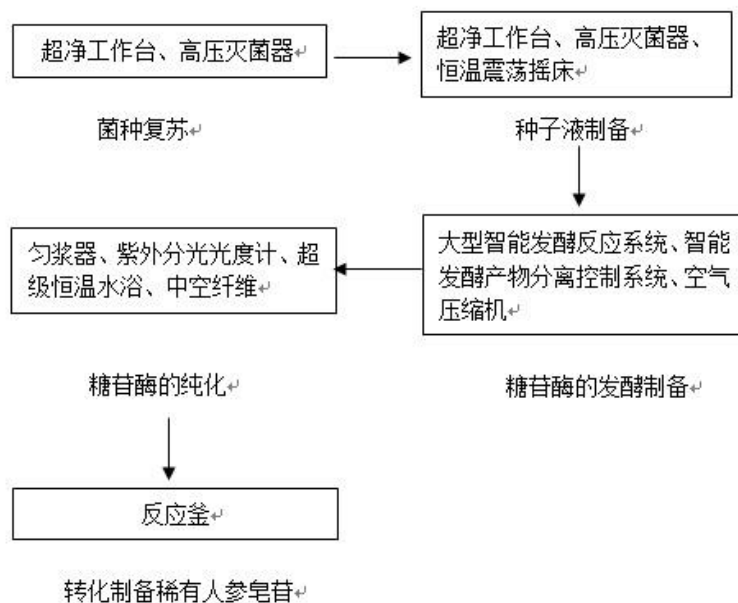 超净工作台、高压灭菌器↵
菌种复苏↵
超净工作台、高压灭菌器、
恒温震荡摇床↵
种子液制备↵
大型智能发酵反应系统、智能
发酵产物分离控制系统、空气
压缩机↵
糖苷酶的发酵制备↵
匀浆器、紫外分光光度计、超
级恒温水浴、中空纤维↵
糖苷酶的纯化↵
反应釜↵
转化制备稀有人参皂苷↵